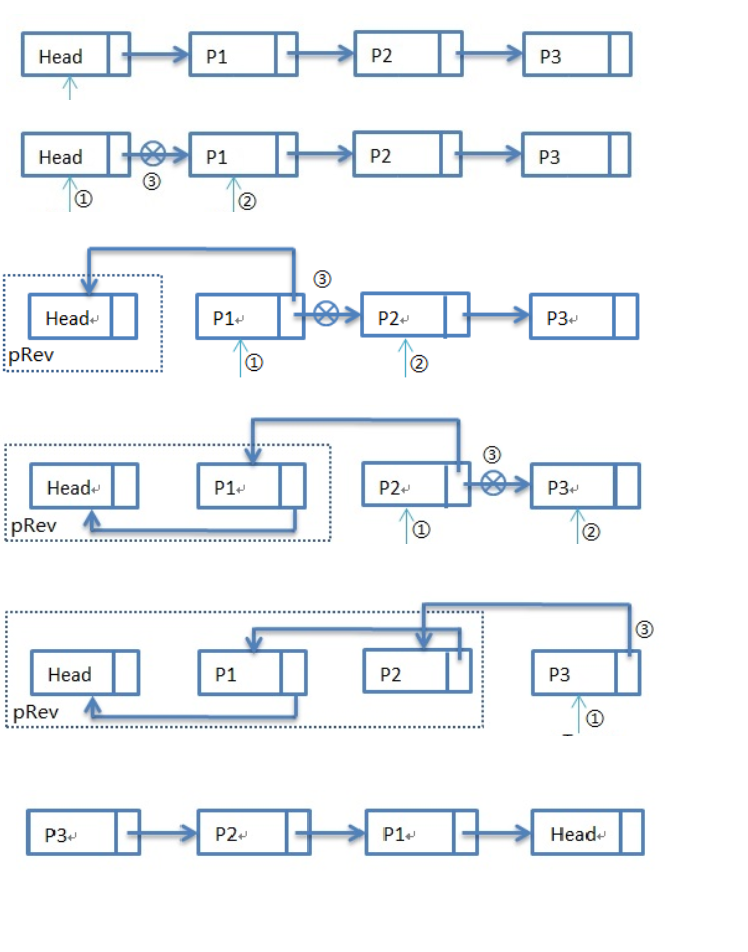 Head P1 P2 P3
Head P1 P2 P3
① ③ ②
③
Head P1 P2 P3
pRev ① ②
③
Head P1 P2 P3
pRev ① ②
③
Head P1 P2 P3
pRev ①
P3 P2 P1 Head